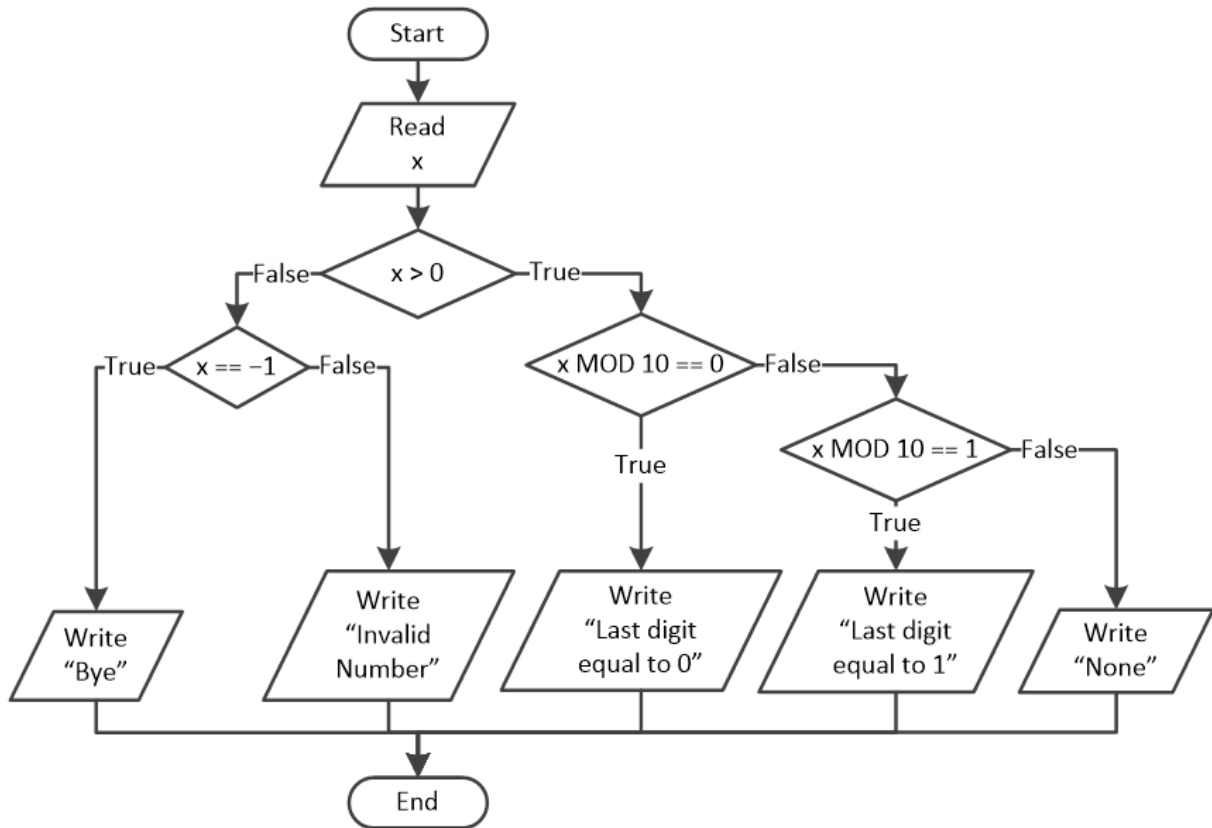 Start
Read
x
x > 0
False
True
x == −1
True
False
x MOD 10 == 0
False
True
x MOD 10 == 1
False
True
Write
“Bye”
Write
“Invalid
Number”
Write
“Last digit
equal to 0”
Write
“Last digit
equal to 1”
Write
“None”
End